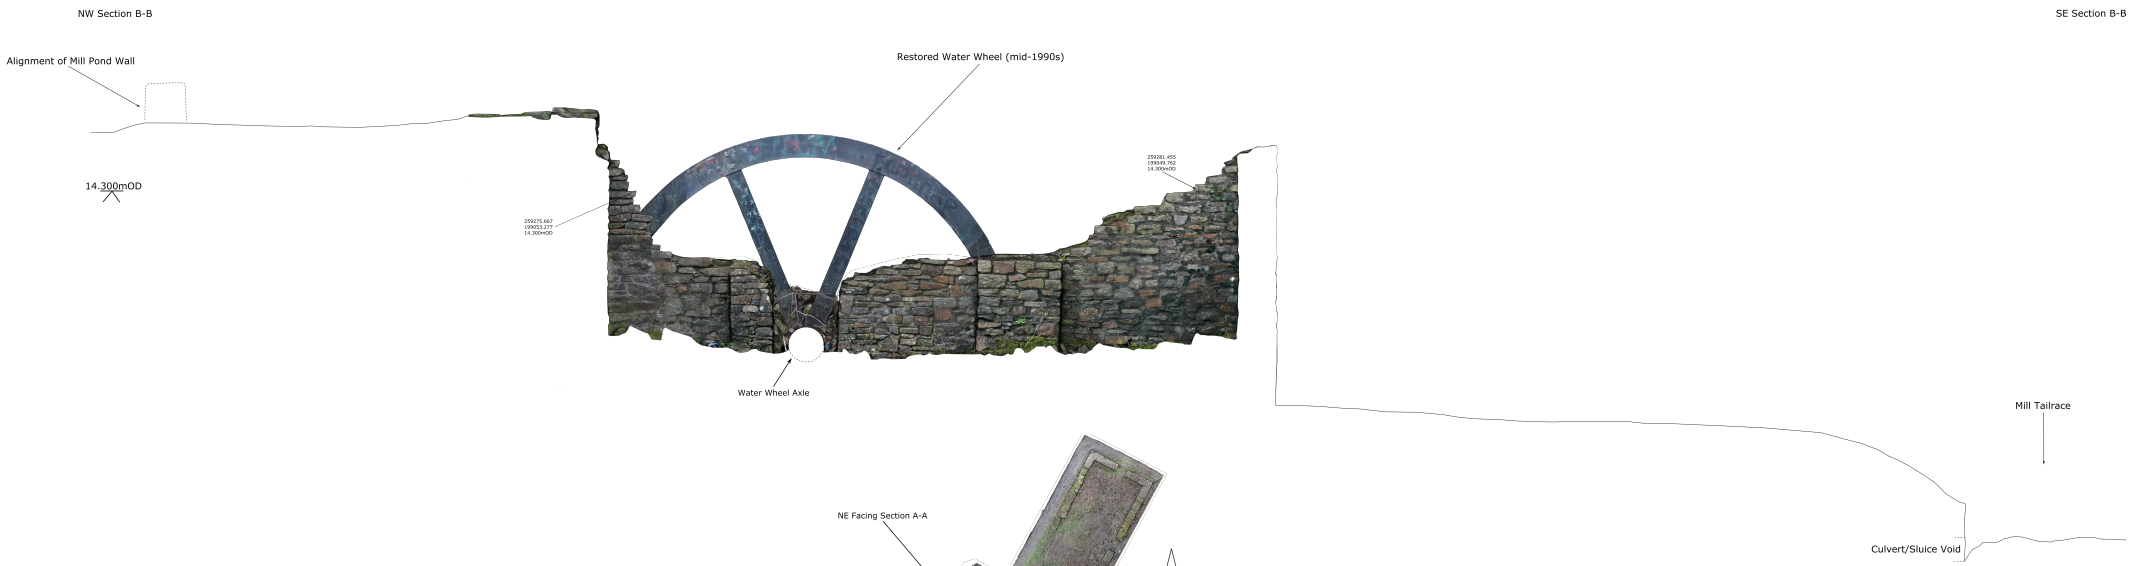 NW Section B-B
SE Section B-B
Alignment of Mill Pond Wall
Restored Water Wheel (mid-1990s)
259281.455
199049.762
14.300mOD
14.300mOD
259275.667
199053.277
14.300mOD
Water Wheel Axle
Mill Tailrace
NE Facing Section A-A
Culvert/Sluice Void